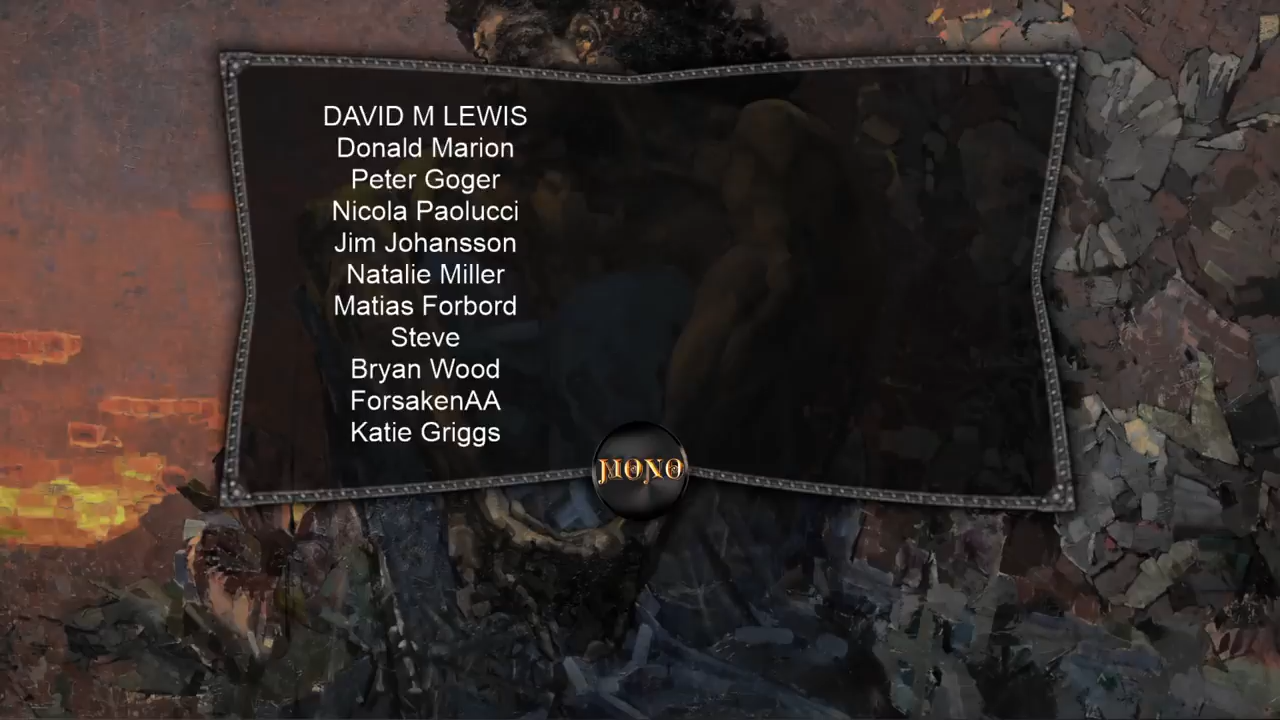 DAVID M LEWIS
Donald Marion
Peter Goger
Nicola Paolucci
Jim Johansson
Natalie Miller
Matias Forbord
Steve
Bryan Wood
ForsakenAA
Katie Griggs
MONO